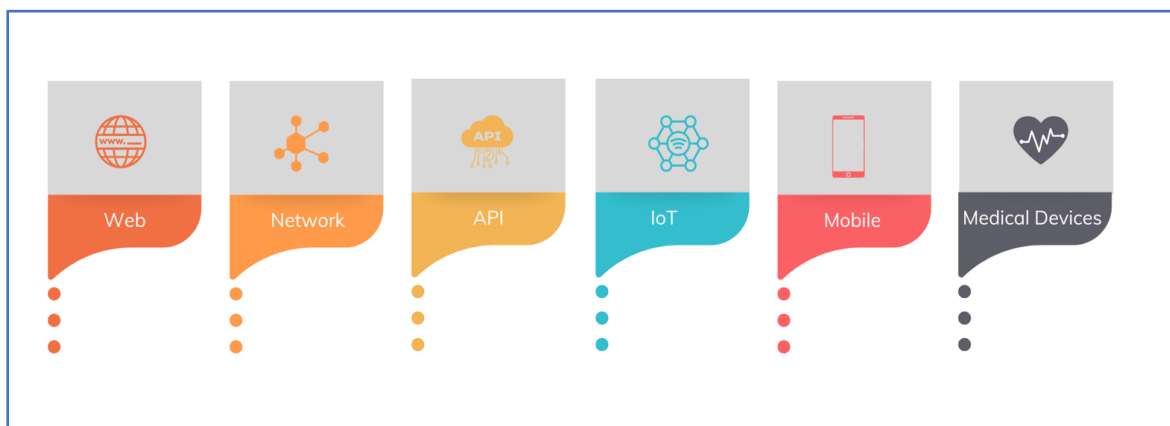 www.
API
Web
Network
API
IoT
Mobile
Medical Devices